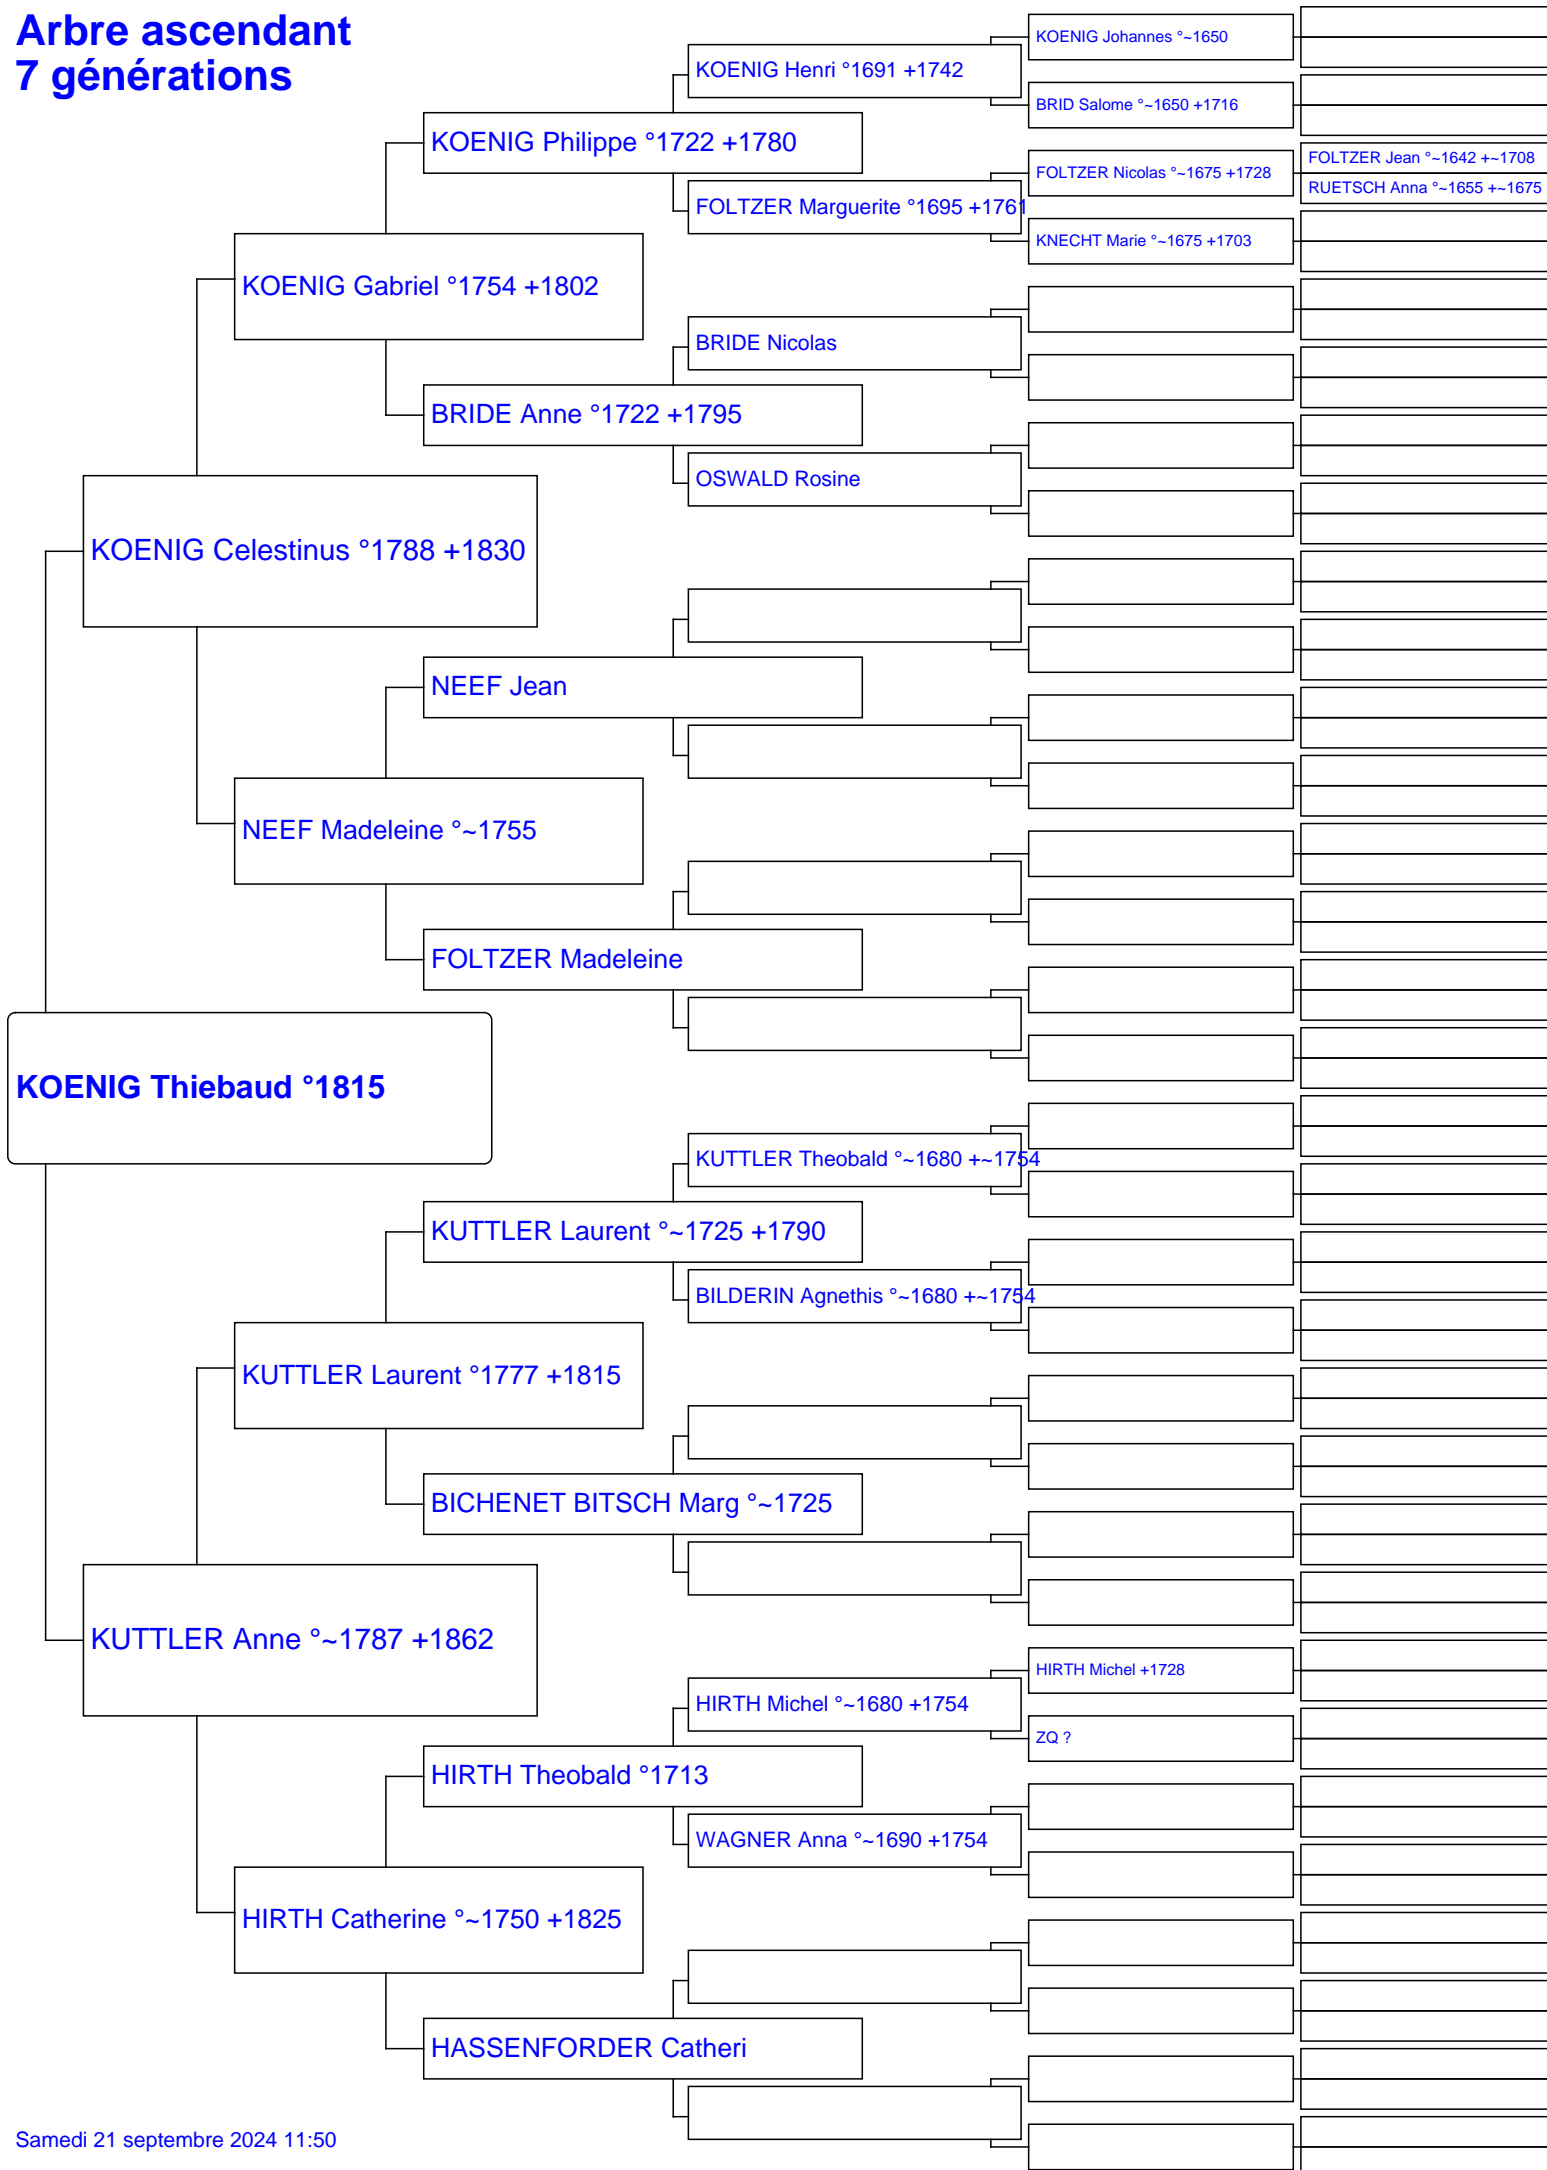 Arbre ascendant
7 générations
KOENIG Johannes °~1650
KOENIG Henri °1691 +1742
BRID Salome °~1650 +1716
KOENIG Philippe °1722 +1780
FOLTZER Jean °~1642 +~1708
FOLTZER Nicolas °~1675 +1728
RUETSCH Anna °~1655 +~1675
FOLTZER Marguerite °1695 +1761
KNECHT Marie °~1675 +1703
KOENIG Gabriel °1754 +1802
BRIDE Nicolas
BRIDE Anne °1722 +1795
OSWALD Rosine
KOENIG Celestinus °1788 +1830
NEEF Jean
NEEF Madeleine °~1755
FOLTZER Madeleine
KOENIG Thiebaud °1815
KUTTLER Theobald °~1680 +~1754
KUTTLER Laurent °~1725 +1790
BILDERIN Agnethis °~1680 +~1754
KUTTLER Laurent °1777 +1815
BICHENET BITSCH Marg °~1725
KUTTLER Anne °~1787 +1862
HIRTH Michel +1728
HIRTH Michel °~1680 +1754
ZQ ?
HIRTH Theobald °1713
WAGNER Anna °~1690 +1754
HIRTH Catherine °~1750 +1825
HASSENFORDER Catheri
Samedi 21 septembre 2024 11:50